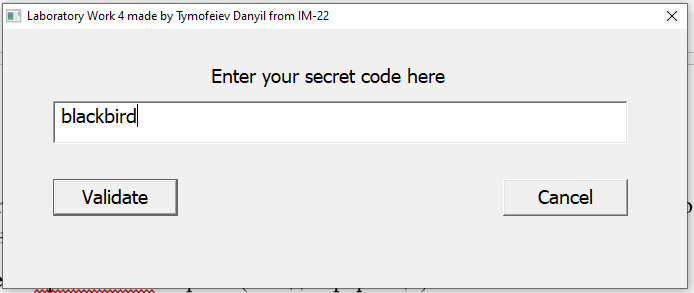 Laboratory Work 4 made by Tymofeiev Danyil from IM-22
Enter your secret code here
blackbird
Validate
Cancel